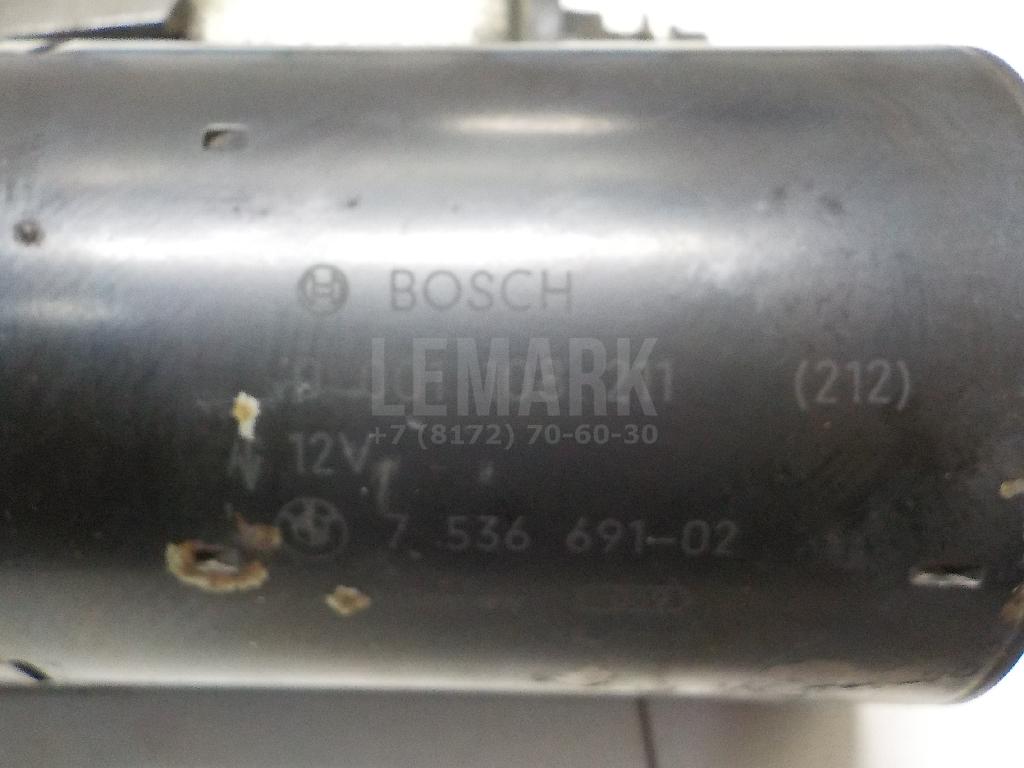 BOSCH
LEMARK
(212)
+7 (8172) 70-60-30
12V
7 536 691-02